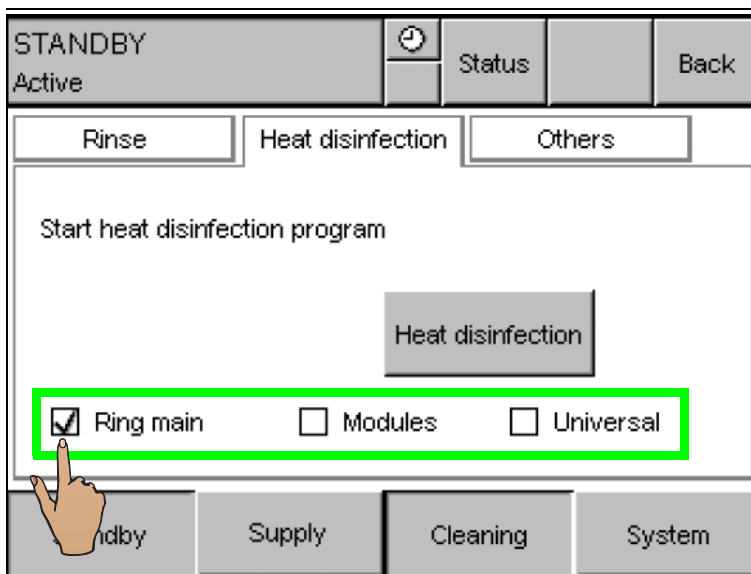 STANDBY
Active
Status
Back
Rinse
Heat disinfection
Others
Start heat disinfection program
Heat disinfection
Ring main
Modules
Universal
ndby
Supply
Cleaning
System